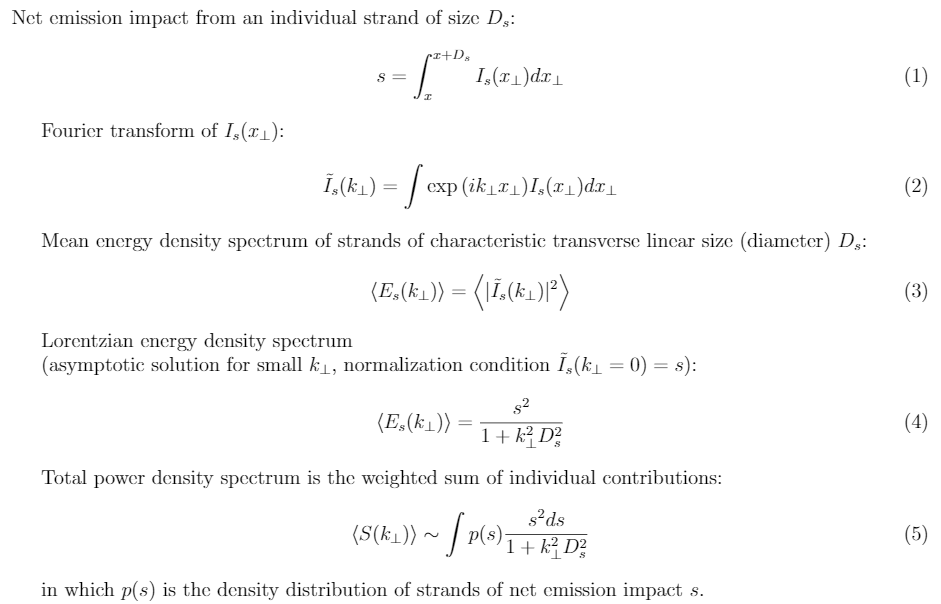 Net emission impact from an individual strand of size $D_s$:
$s = \int_{x}^{x+D_s} I_s(x_\perp) dx_\perp$ (1)
Fourier transform of $I_s(x_\perp)$:
$\tilde{I}_s(k_\perp) = \int \exp(ik_\perp x_\perp) I_s(x_\perp) dx_\perp$ (2)
Mean energy density spectrum of strands of characteristic transverse linear size (diameter) $D_s$:
$\langle E_s(k_\perp) \rangle = \left\langle |\tilde{I}_s(k_\perp)|^2 \right\rangle$ (3)
Lorentzian energy density spectrum
(asymptotic solution for small $k_\perp$, normalization condition $\tilde{I}_s(k_\perp = 0) = s$):
$\langle E_s(k_\perp) \rangle = \frac{s^2}{1 + k_\perp^2 D_s^2}$ (4)
Total power density spectrum is the weighted sum of individual contributions:
$\langle S(k_\perp) \rangle \sim \int p(s) \frac{s^2 ds}{1 + k_\perp^2 D_s^2}$ (5)
in which $p(s)$ is the density distribution of strands of net emission impact $s$.